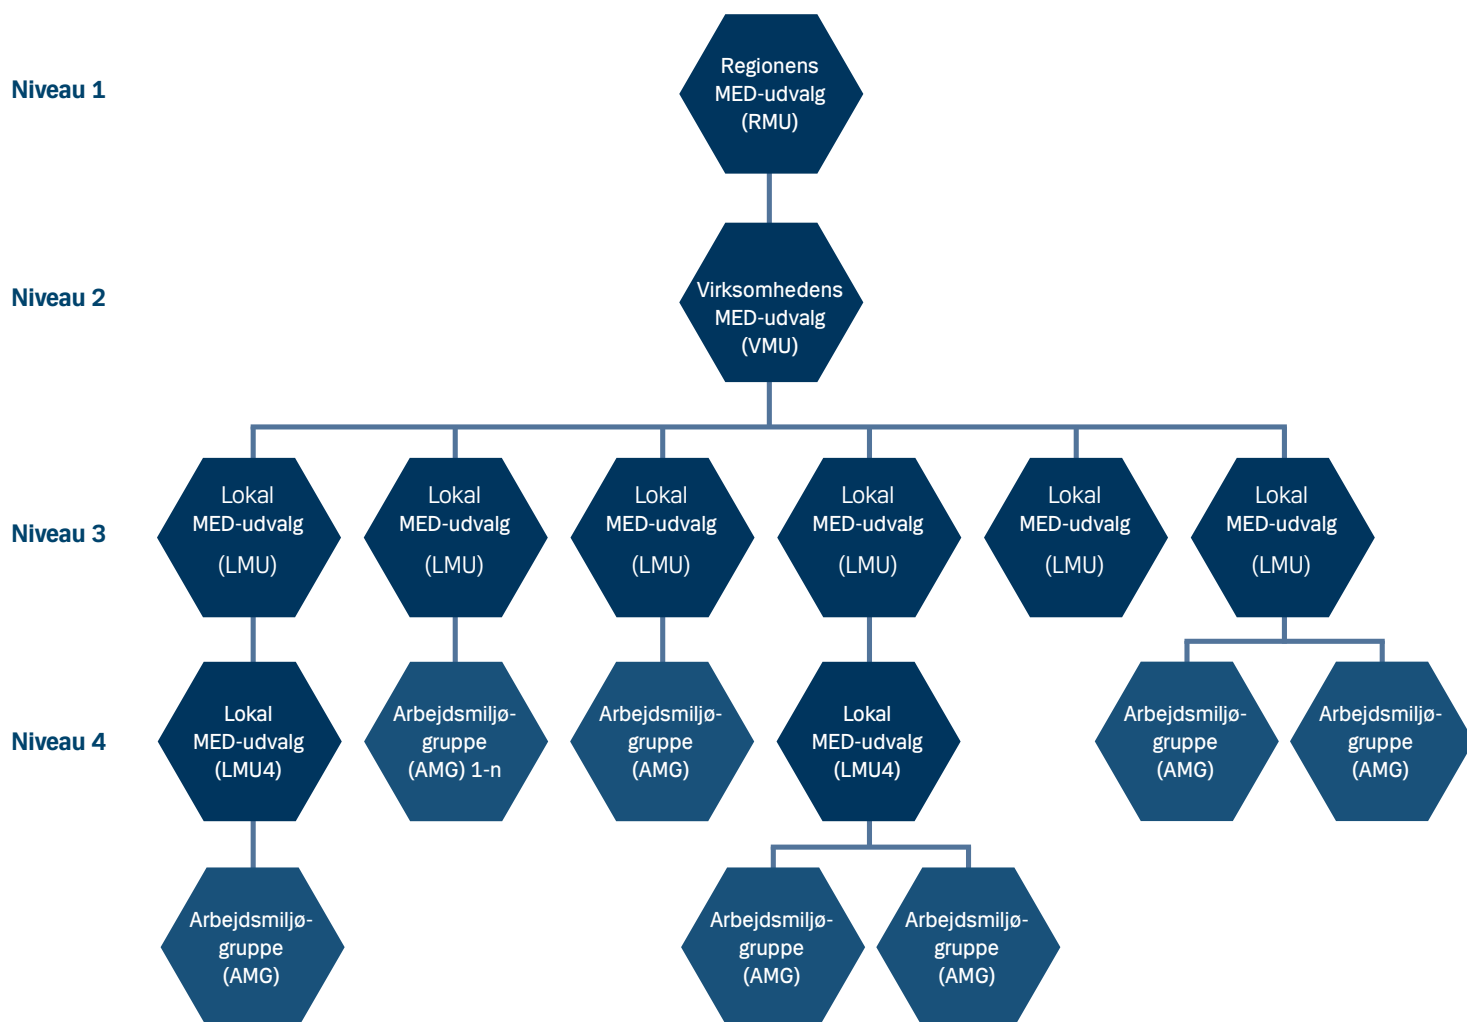 Niveau 1
Regionens
MED-udvalg
(RMU)
Niveau 2
Virksomhedens
MED-udvalg
(VMU)
Niveau 3
Lokal
MED-udvalg
(LMU)
Lokal
MED-udvalg
(LMU)
Lokal
MED-udvalg
(LMU)
Lokal
MED-udvalg
(LMU)
Lokal
MED-udvalg
(LMU)
Lokal
MED-udvalg
(LMU)
Niveau 4
Lokal
MED-udvalg
(LMU4)
Arbejdsmiljø-
gruppe
(AMG) 1-n
Arbejdsmiljø-
gruppe
(AMG)
Lokal
MED-udvalg
(LMU4)
Arbejdsmiljø-
gruppe
(AMG)
Arbejdsmiljø-
gruppe
(AMG)
Arbejdsmiljø-
gruppe
(AMG)
Arbejdsmiljø-
gruppe
(AMG)
Arbejdsmiljø-
gruppe
(AMG)